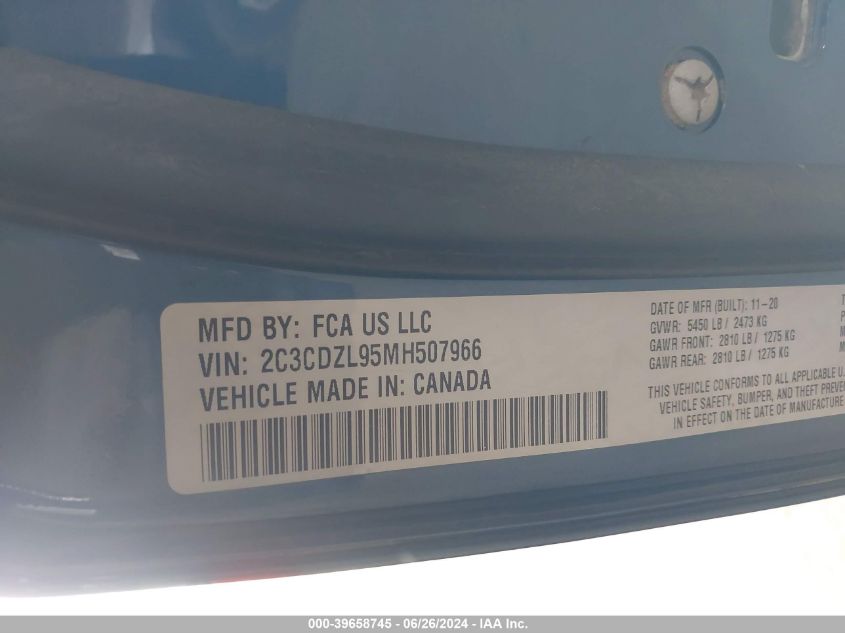 MFD BY: FCA US LLC
VIN: 2C3CDZL95MH507966
VEHICLE MADE IN: CANADA
DATE OF MFR (BUILT): 11-20
GVWR: 5450 LB / 2473 KG
GAWR FRONT: 2810 LB / 1275 KG
GAWR REAR: 2810 LB / 1275 KG
THIS VEHICLE CONFORMS TO ALL APPLICABLE U.
VEHICLE SAFETY, BUMPER, AND THEFT PREVE
IN EFFECT ON THE DATE OF MANUFACTURE
000-39658745 - 06/26/2024 - IAA Inc.